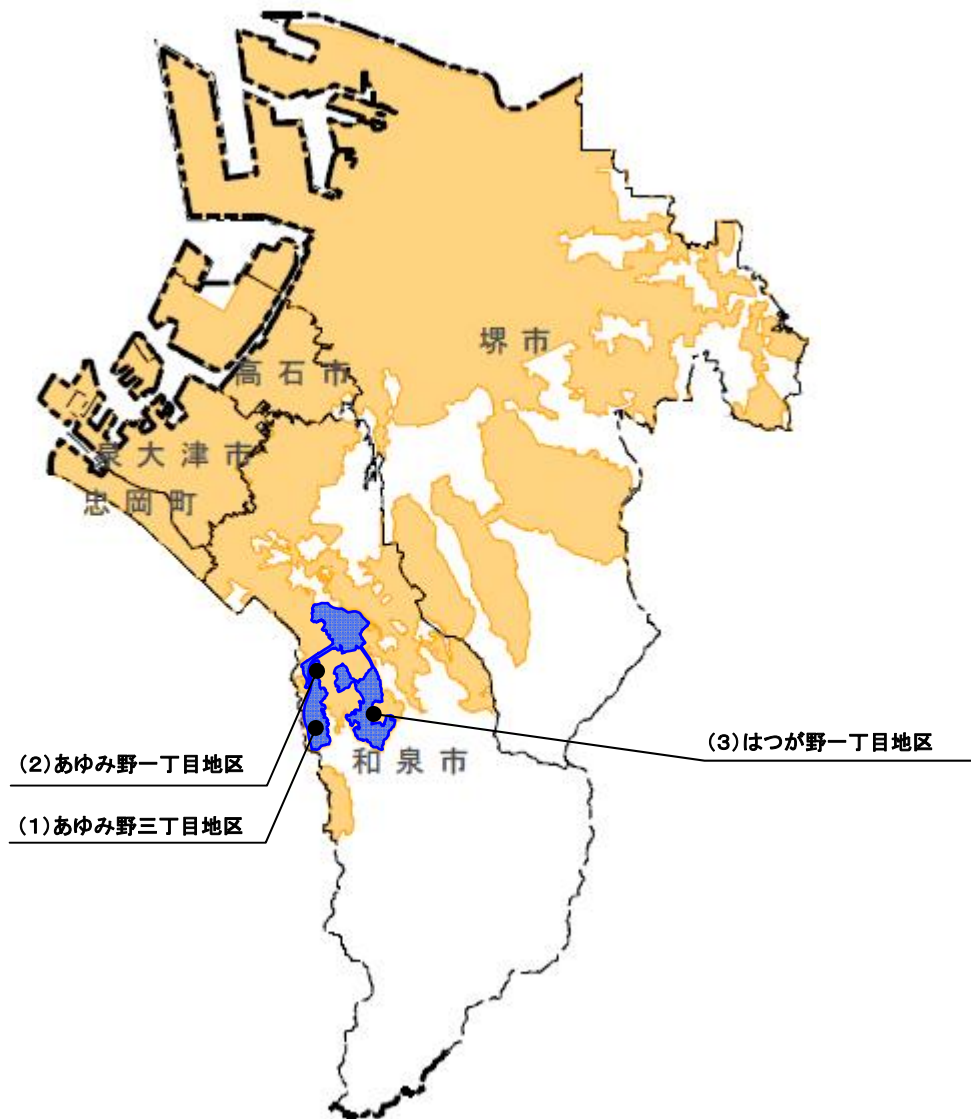 堺市
高石市
泉大津市
忠岡町
(3)はつが野一丁目地区
和泉市
(2)あゆみ野一丁目地区
(1)あゆみ野三丁目地区